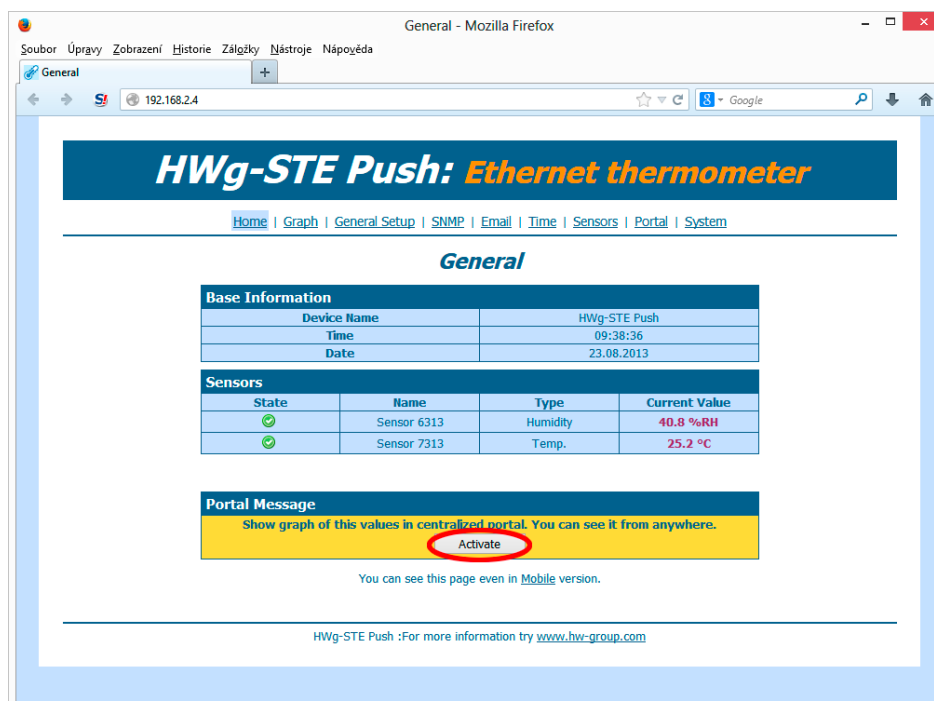 General - Mozilla Firefox
Soubor Úpravy Zobrazení Historie Záložky Nástroje Nápověda
General +
S! 192.168.2.4 8 Google
HWg-STE Push: Ethernet thermometer
Home | Graph | General Setup | SNMP | Email | Time | Sensors | Portal | System
General
Base Information
Device Name HWg-STE Push
Time 09:38:36
Date 23.08.2013
Sensors
State Name Type Current Value
Sensor 6313 Humidity 40.8 %RH
Sensor 7313 Temp. 25.2 °C
Portal Message
Show graph of this values in centralized portal. You can see it from anywhere.
Activate
You can see this page even in Mobile version.
HWg-STE Push :For more information try www.hw-group.com